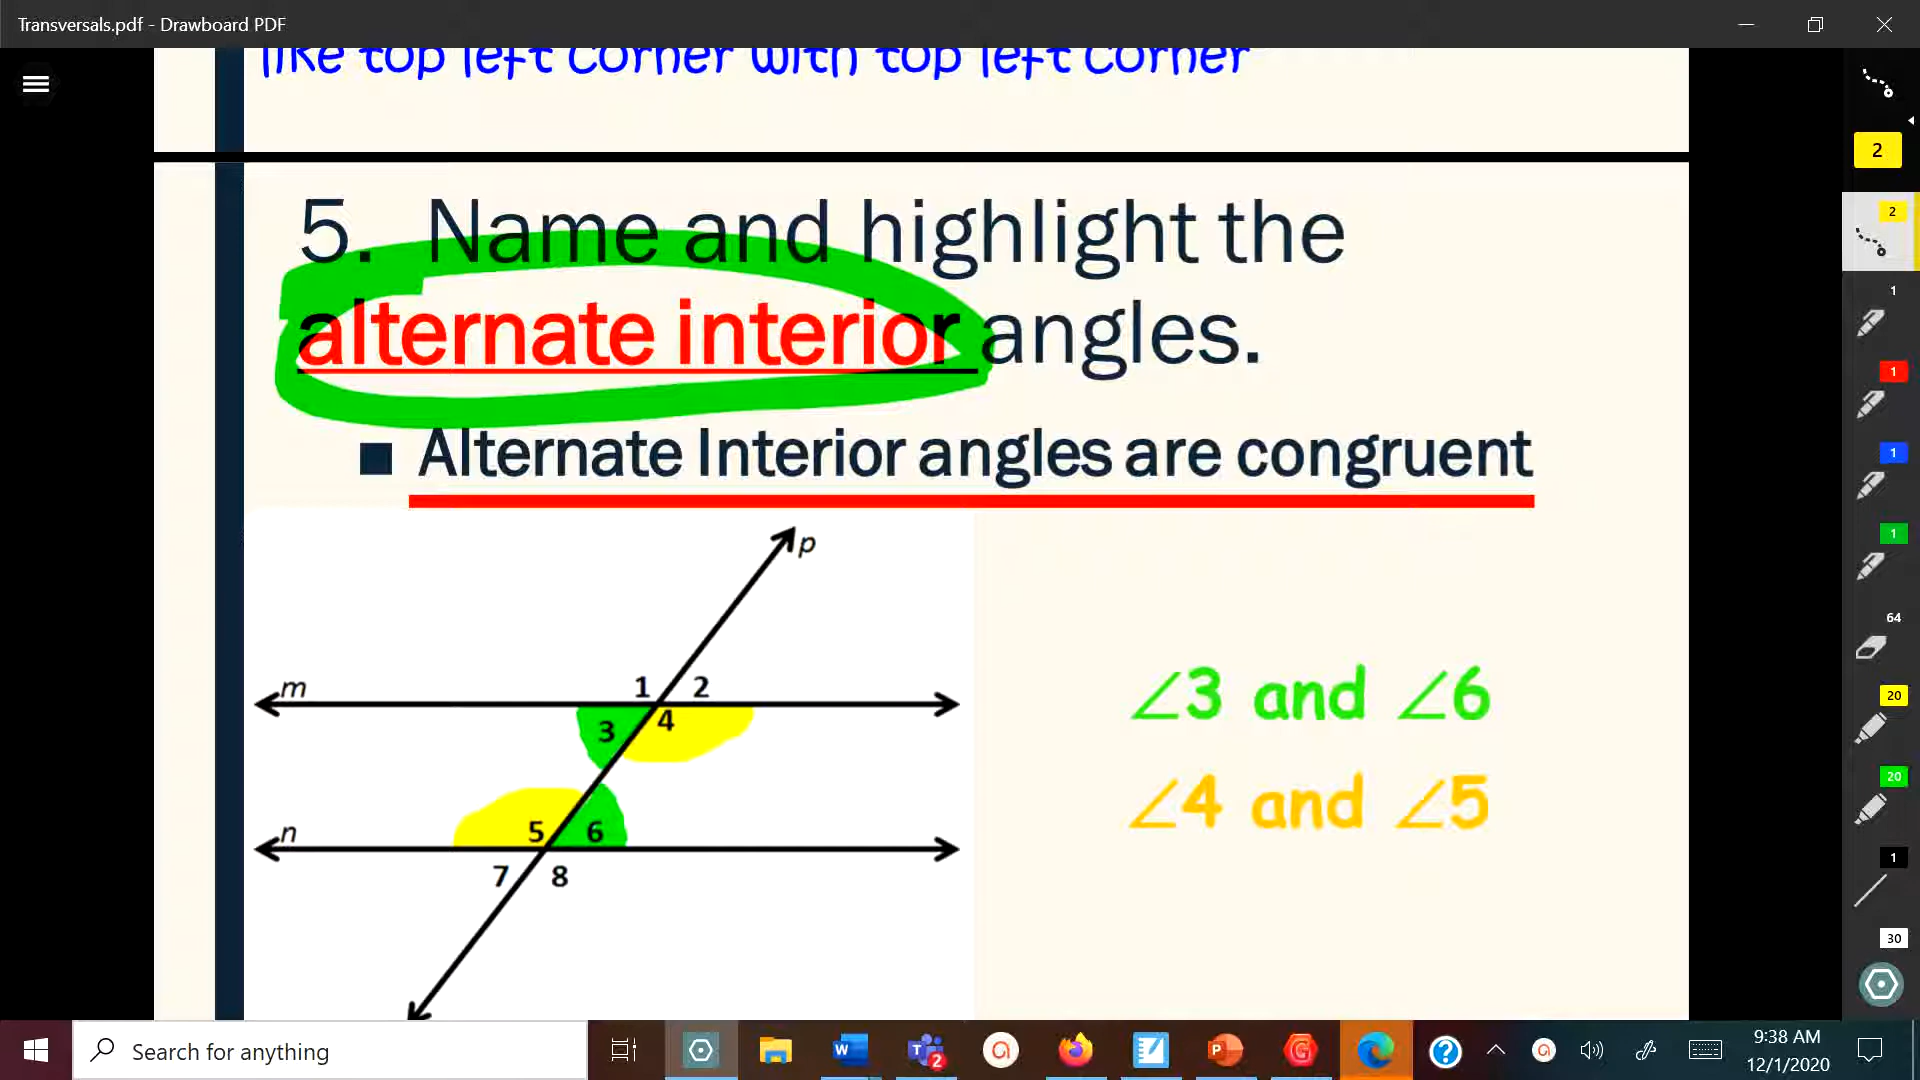 Transversals.pdf - Drawboard PDF
like top left corner with top left corner
2
2
5. Name and highlight the
1
alternate interior angles.
1
Alternate Interior angles are congruent
1
p
1
64
m
1 2
∠3 and ∠6
20
3 4
20
n
5 6
∠4 and ∠5
7 8
1
30
Search for anything
W
T
2
P
9:38 AM
12/1/2020